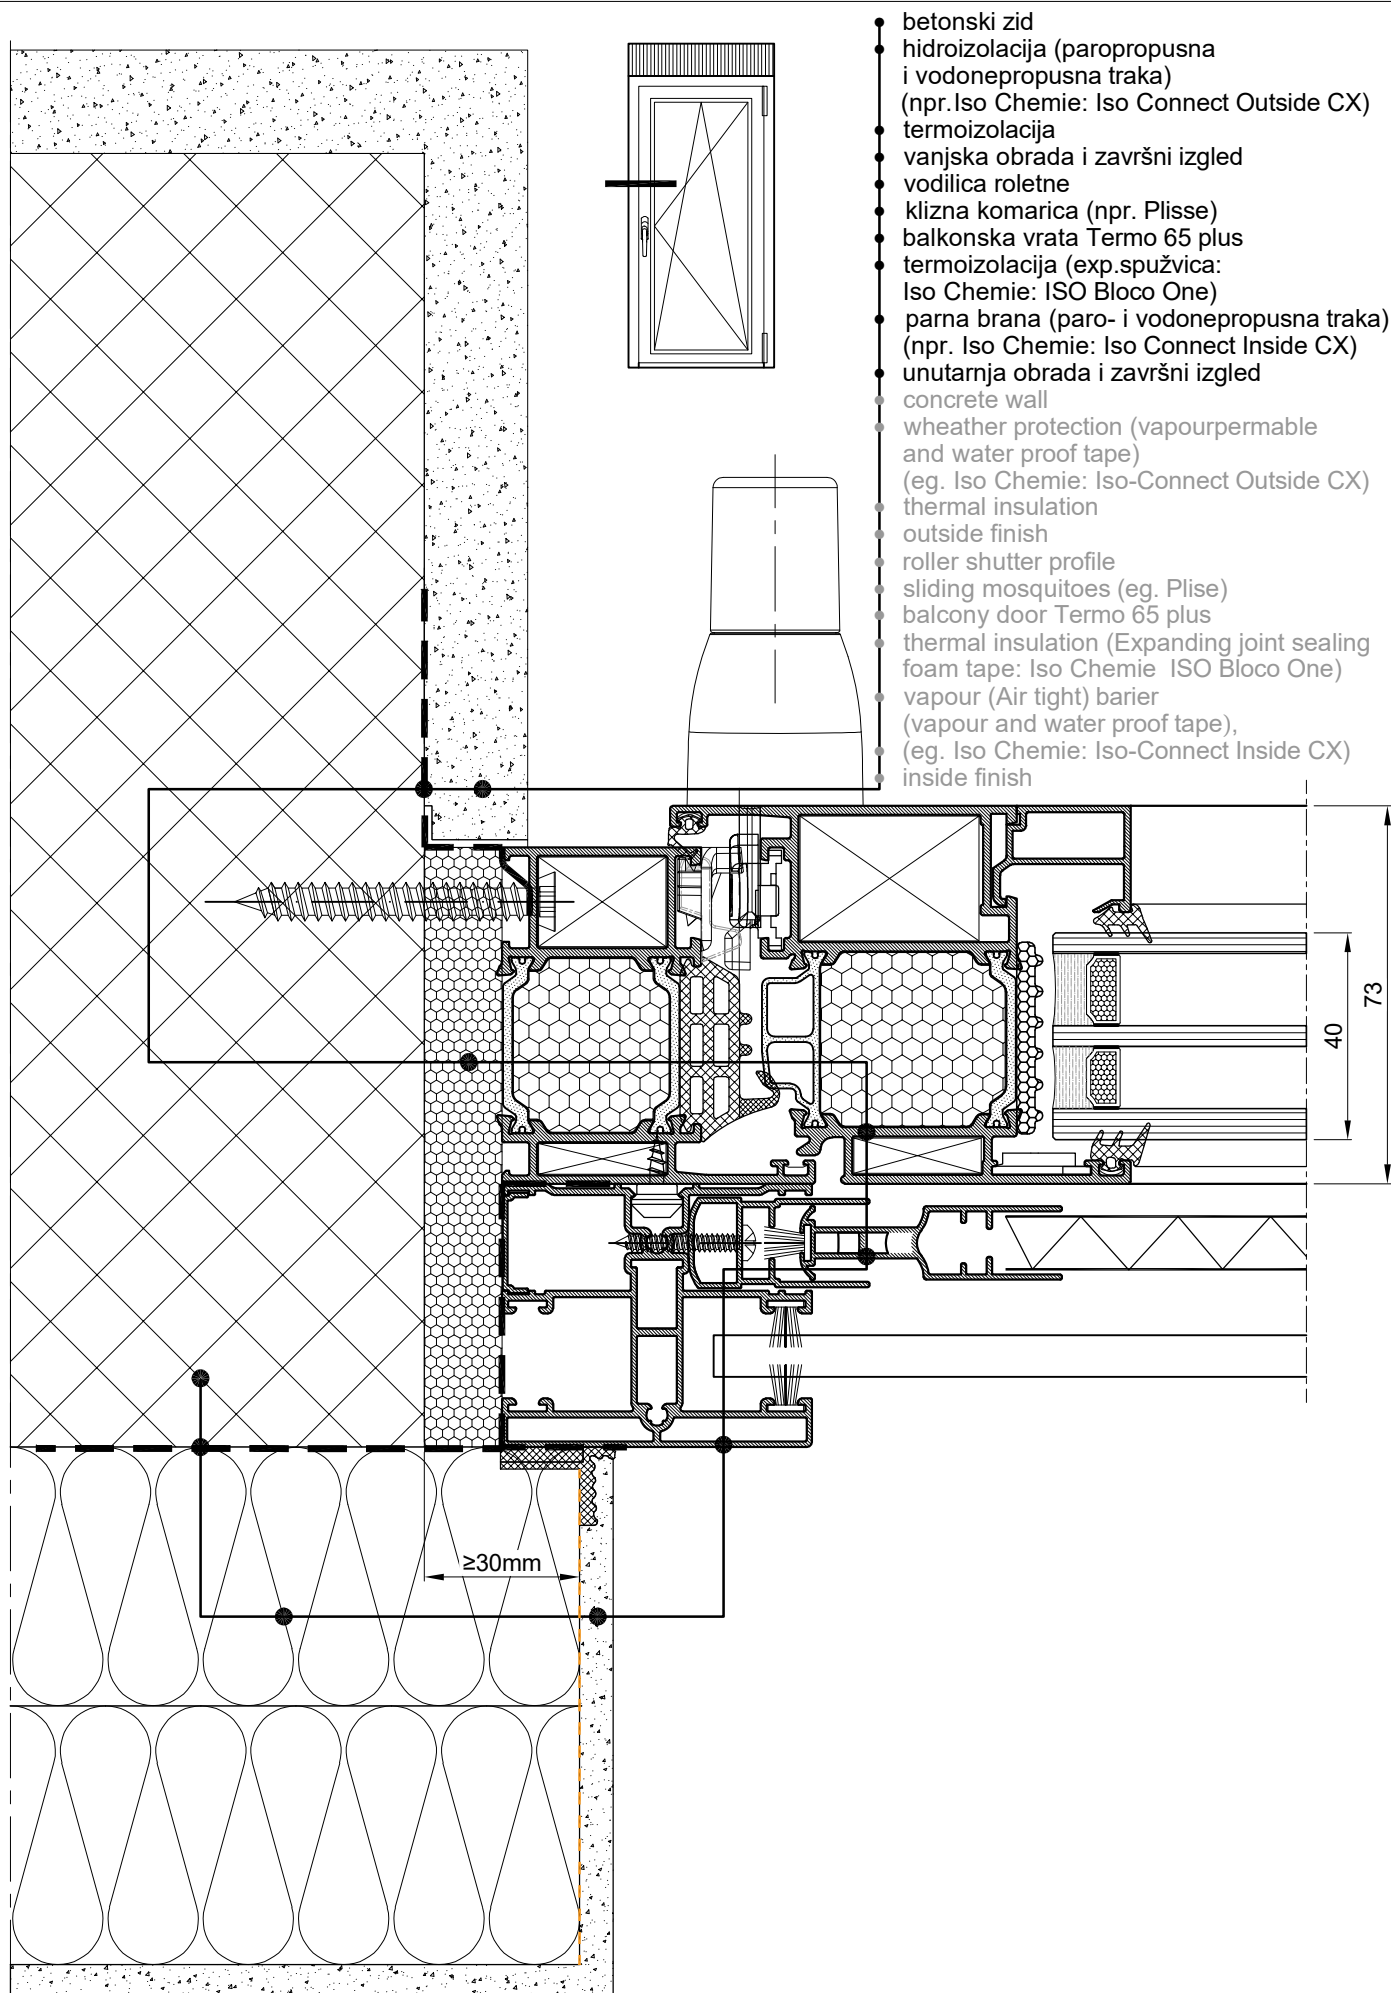 betonski zid
hidroizolacija (paropropusna
i vodonepropusna traka)
(npr.Iso Chemie: Iso Connect Outside CX)
termoizolacija
vanjska obrada i završni izgled
vodilica roletne
klizna komarica (npr. Plisse)
balkonska vrata Termo 65 plus
termoizolacija (exp.spužvica:
Iso Chemie: ISO Bloco One)
parna brana (paro- i vodonepropusna traka)
(npr. Iso Chemie: Iso Connect Inside CX)
unutarnja obrada i završni izgled
concrete wall
wheather protection (vapourpermable
and water proof tape)
(eg. Iso Chemie: Iso-Connect Outside CX)
thermal insulation
outside finish
roller shutter profile
sliding mosquitoes (eg. Plise)
balcony door Termo 65 plus
thermal insulation (Expanding joint sealing
foam tape: Iso Chemie  ISO Bloco One)
vapour (Air tight) barier
(vapour and water proof tape),
(eg. Iso Chemie: Iso-Connect Inside CX)
inside finish
73
40
≥30mm